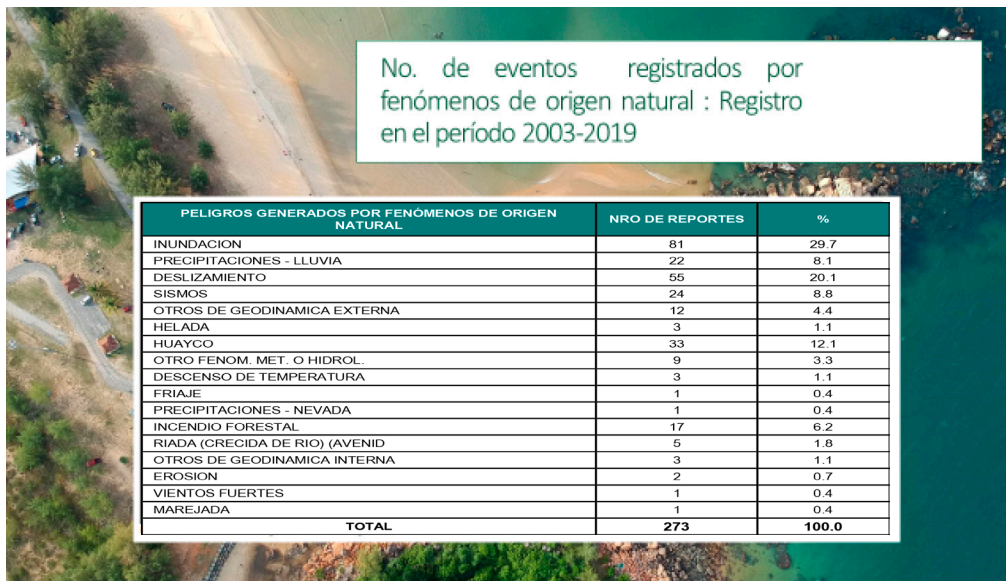 No. de eventos registrados por
fenómenos de origen natural : Registro
en el período 2003-2019
PELIGROS GENERADOS POR FENÓMENOS DE ORIGEN
NATURAL NRO DE REPORTES %
INUNDACION 81 29.7
PRECIPITACIONES - LLUVIA 22 8.1
DESLIZAMIENTO 55 20.1
SISMOS 24 8.8
OTROS DE GEODINAMICA EXTERNA 12 4.4
HELADA 3 1.1
HUAYCO 33 12.1
OTRO FENOM. MET. O HIDROL. 9 3.3
DESCENSO DE TEMPERATURA 3 1.1
FRIAJE 1 0.4
PRECIPITACIONES - NEVADA 1 0.4
INCENDIO FORESTAL 17 6.2
RIADA (CRECIDA DE RIO) (AVENID 5 1.8
OTROS DE GEODINAMICA INTERNA 3 1.1
EROSION 2 0.7
VIENTOS FUERTES 1 0.4
MAREJADA 1 0.4
TOTAL 273 100.0